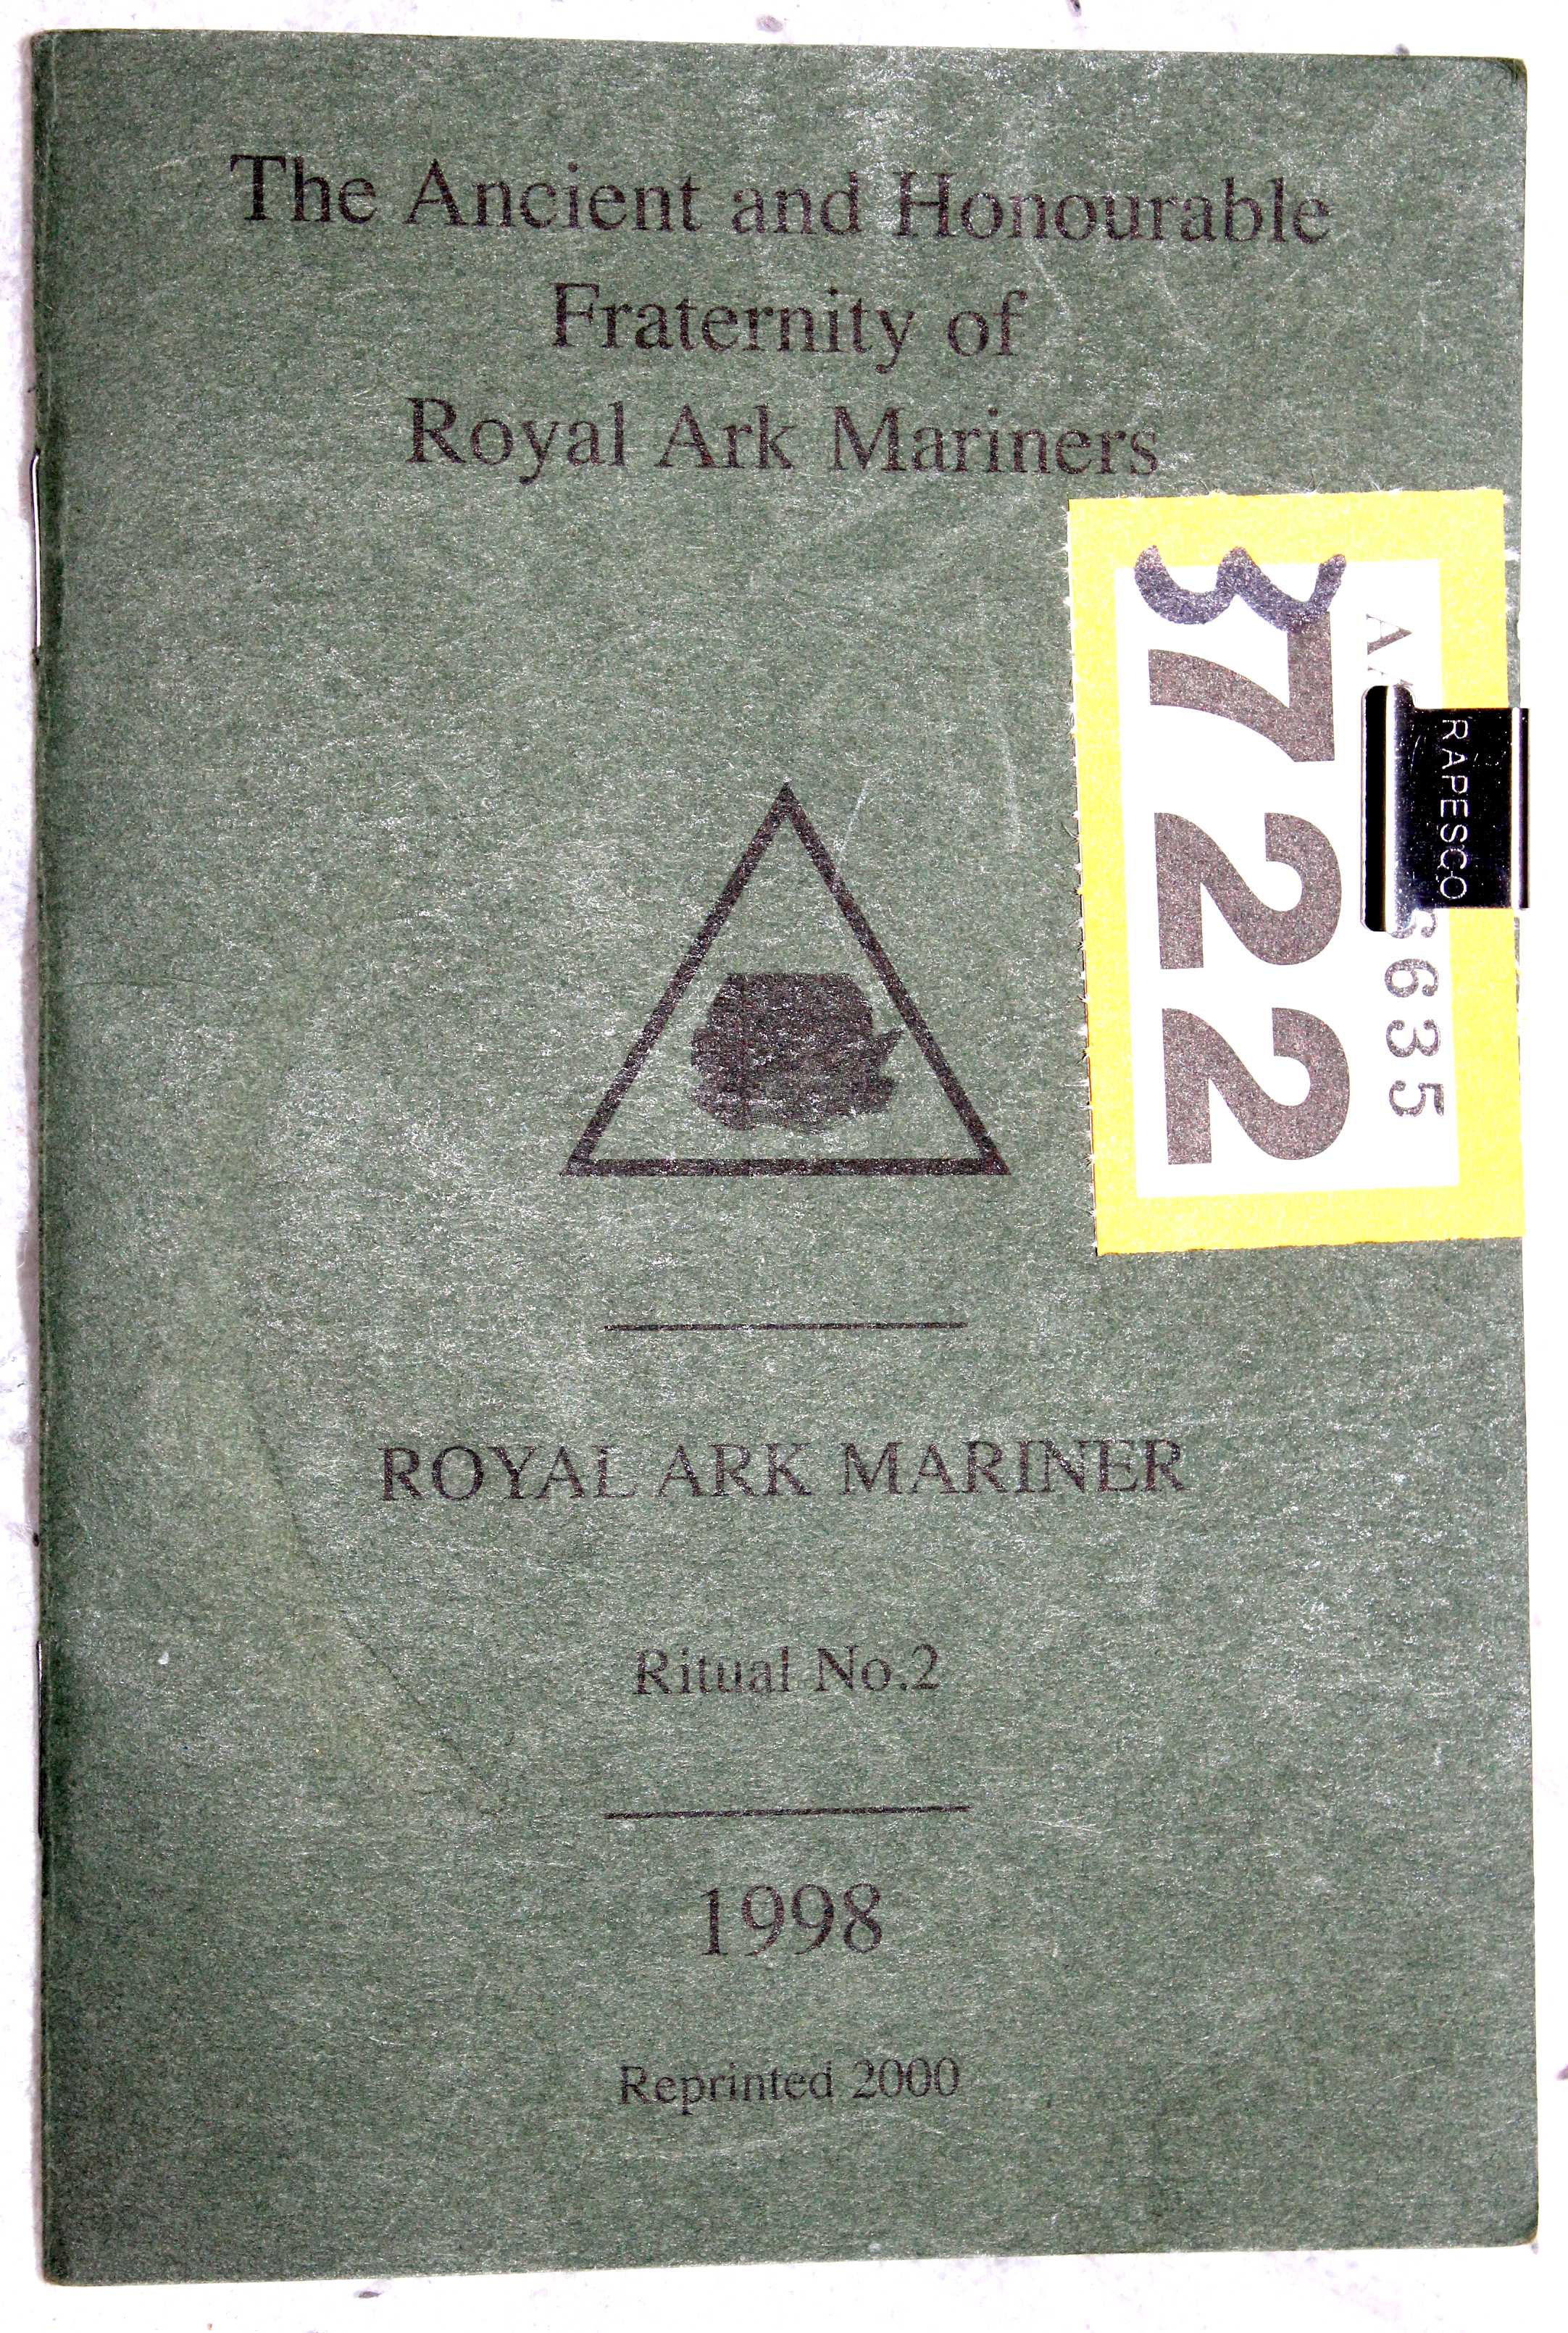 The Ancient and Honourable
Fraternity of
Royal Ark Mariners
3722
635
RAPESCO
ROYAL ARK MARINER
Ritual No.2
1998
Reprinted 2000